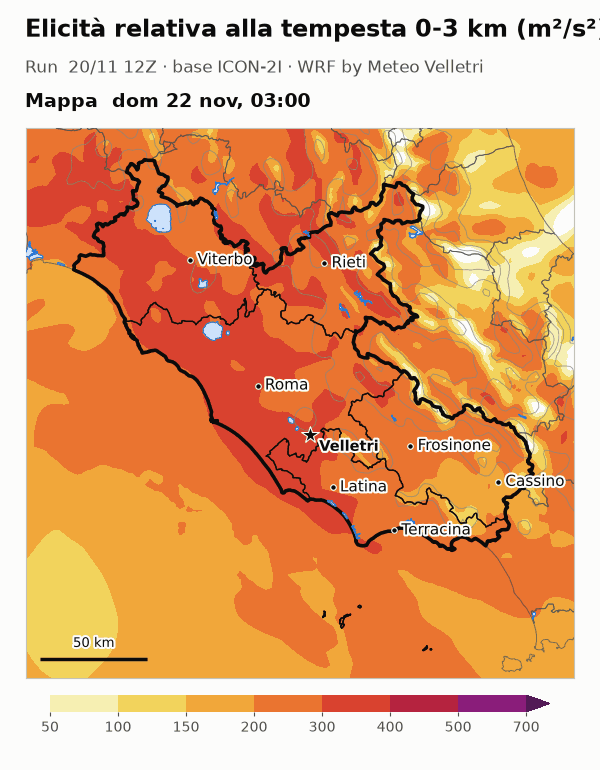 Elicità relativa alla tempesta 0-3 km (m²/s²)
Run 20/11 12Z · base ICON-2I · WRF by Meteo Velletri
Mappa dom 22 nov, 03:00
Viterbo
Rieti
Roma
Velletri
Frosinone
Cassino
Latina
Terracina
50 km
50 100 150 200 300 400 500 700